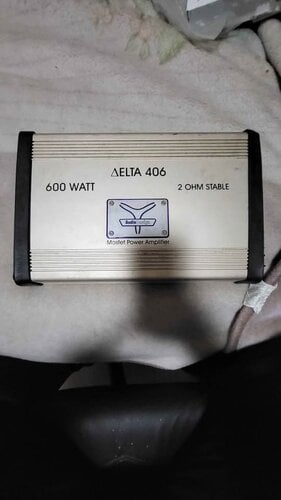 ΔELTA 406
600 WATT
2 OHM STABLE
Mosfet Power Amplifier